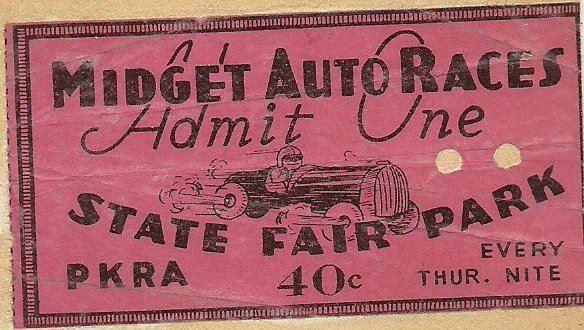 MIDGET AUTO RACES
Admit One
STATE FAIR PARK
PKRA 40c EVERY
THUR. NITE